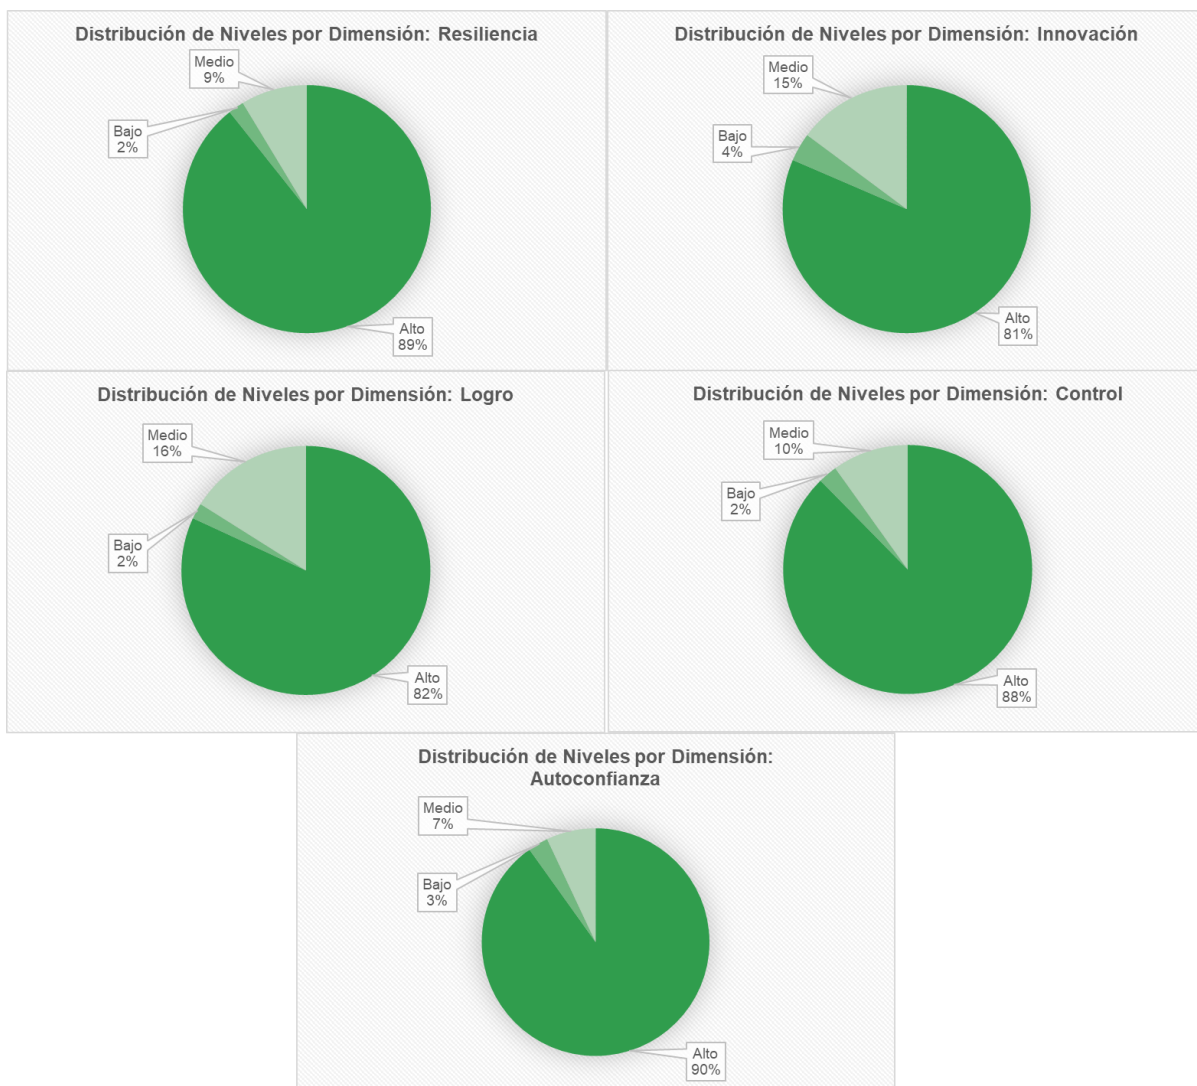 Distribución de Niveles por Dimensión: Resiliencia
Medio
9%
Bajo
2%
Alto
89%
Distribución de Niveles por Dimensión: Innovación
Medio
15%
Bajo
4%
Alto
81%
Distribución de Niveles por Dimensión: Logro
Medio
16%
Bajo
2%
Alto
82%
Distribución de Niveles por Dimensión: Control
Medio
10%
Bajo
2%
Alto
88%
Distribución de Niveles por Dimensión:
Autoconfianza
Medio
7%
Bajo
3%
Alto
90%